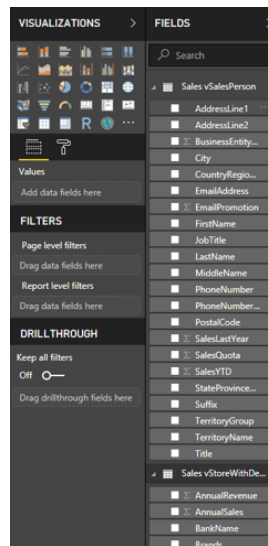 VISUALIZATIONS
Values
Add data fields here
FILTERS
Page level filters
Drag data fields here
Report level filters
Drag data fields here
DRILLTHROUGH
Keep all filters
Off
Drag drillthrough fields here
FIELDS
Search
Sales vSalesPerson
AddressLine1
AddressLine2
Σ BusinessEntity...
City
CountryRegio...
EmailAddress
Σ EmailPromotion
FirstName
JobTitle
LastName
MiddleName
PhoneNumber
PhoneNumber...
PostalCode
Σ SalesLastYear
Σ SalesQuota
Σ SalesYTD
StateProvince...
Suffix
TerritoryGroup
TerritoryName
Title
Sales vStoreWithDe...
Σ AnnualRevenue
Σ AnnualSales
BankName
Brands